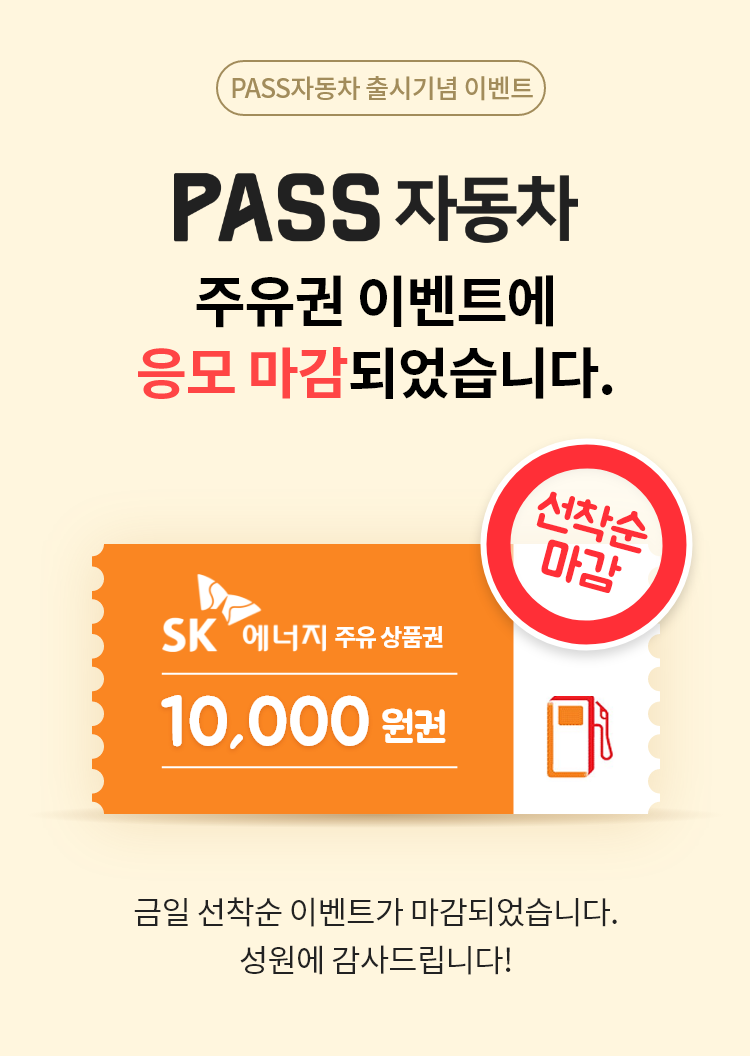 PASS자동차 출시기념 이벤트
PASS 자동차
주유권 이벤트에
응모 마감되었습니다.
선착순
마감
SK에너지 주유 상품권
10,000 원권
금일 선착순 이벤트가 마감되었습니다.
성원에 감사드립니다!